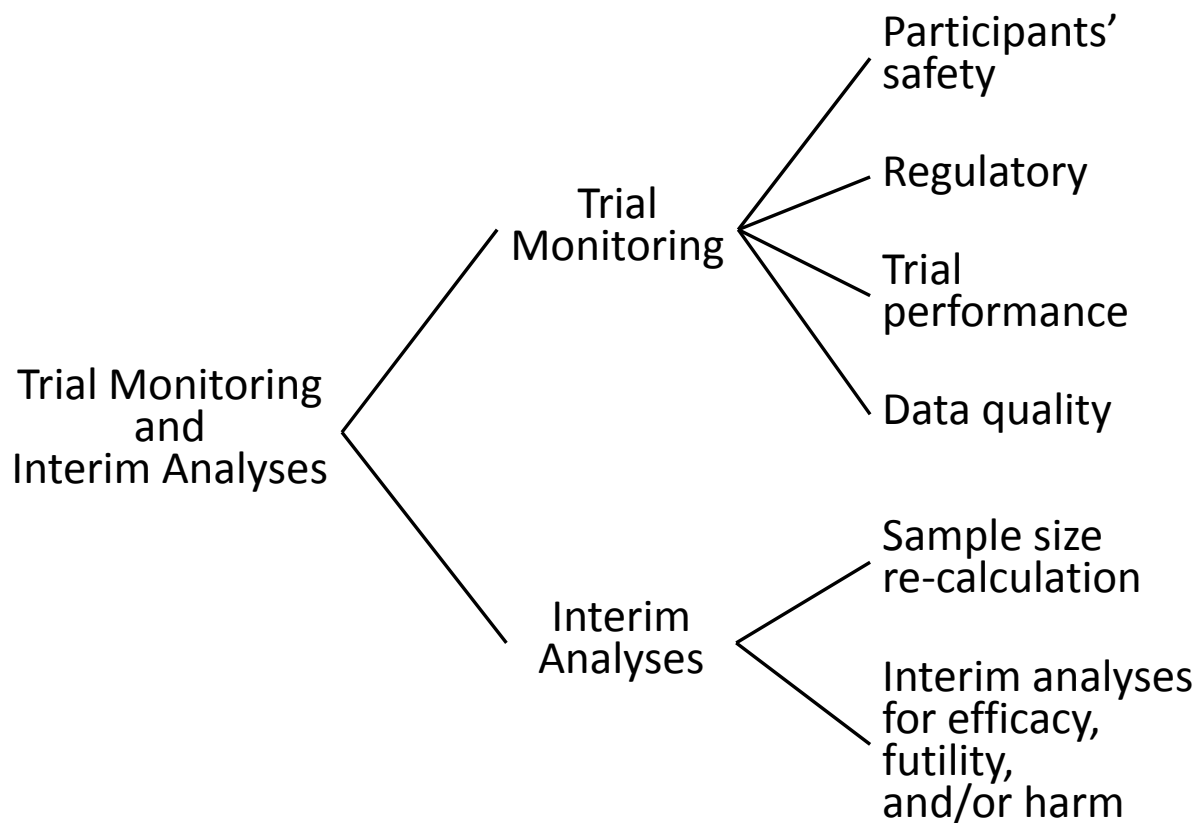 Participants’
safety
Regulatory
Trial
Monitoring
Trial
performance
Trial Monitoring
and
Interim Analyses
Data quality
Sample size
re-calculation
Interim
Analyses
Interim analyses
for efficacy,
futility,
and/or harm